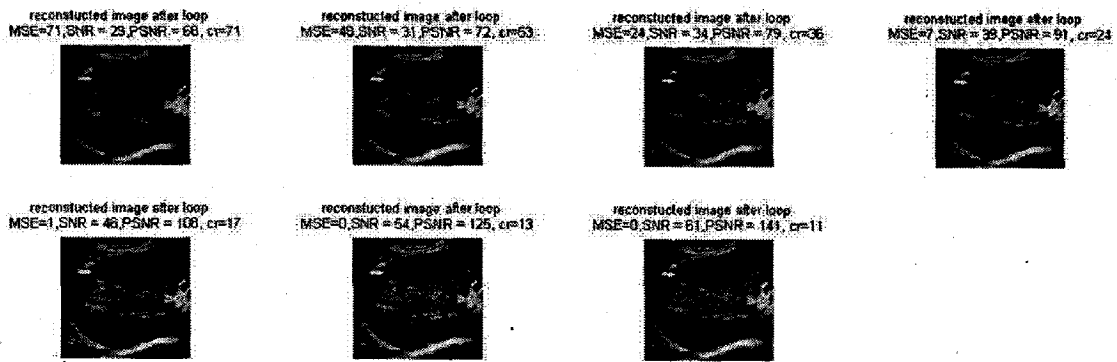 reconstucted image after loop
MSE=71,SNR = 29,PSNR = 68, cr=71
reconstucted image after loop
MSE=49,SNR = 31,PSNR = 72, cr=53
reconstucted image after loop
MSE=24,SNR = 34,PSNR = 79, cr=36
reconstucted image after loop
MSE=7,SNR = 39,PSNR = 91, cr=24
reconstucted image after loop
MSE=1,SNR = 46,PSNR = 108, cr=17
reconstucted image after loop
MSE=0,SNR = 54,PSNR = 125, cr=13
reconstucted image after loop
MSE=0,SNR = 61,PSNR = 141, cr=11